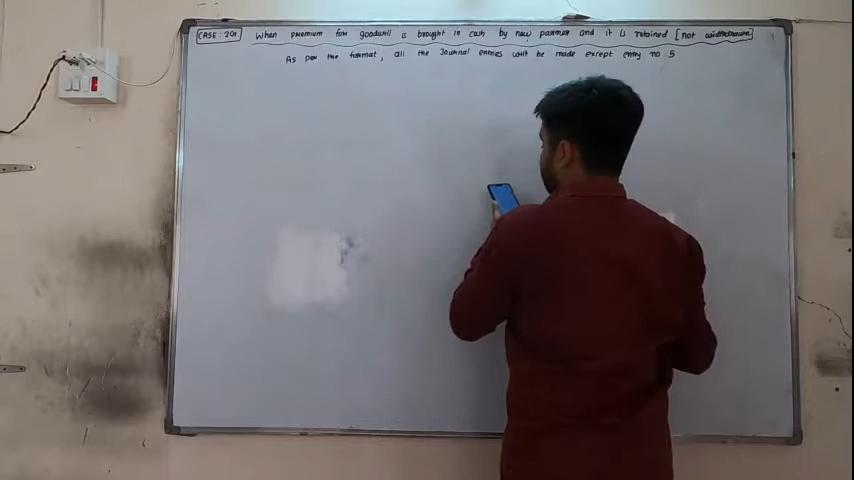 CASE : 201 When premium for goodwill is brought in cash by new partner and it is retained [not widthdrawn]
As per the format, all the Journal entries will be made except entry no 5